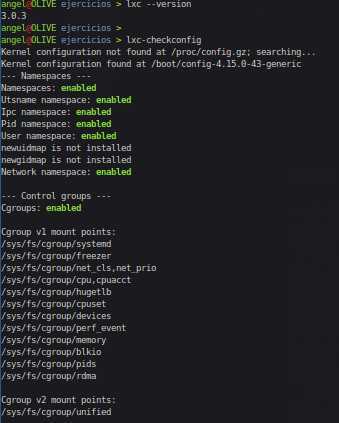 angel@OLIVE ejercicios > lxc --version
3.0.3
angel@OLIVE ejercicios >
angel@OLIVE ejercicios > lxc-checkconfig
Kernel configuration not found at /proc/config.gz; searching...
Kernel configuration found at /boot/config-4.15.0-43-generic
--- Namespaces ---
Namespaces: enabled
Utsname namespace: enabled
Ipc namespace: enabled
Pid namespace: enabled
User namespace: enabled
newuidmap is not installed
newgidmap is not installed
Network namespace: enabled

--- Control groups ---
Cgroups: enabled

Cgroup v1 mount points:
/sys/fs/cgroup/systemd
/sys/fs/cgroup/freezer
/sys/fs/cgroup/net_cls,net_prio
/sys/fs/cgroup/cpu,cpuacct
/sys/fs/cgroup/hugetlb
/sys/fs/cgroup/cpuset
/sys/fs/cgroup/devices
/sys/fs/cgroup/perf_event
/sys/fs/cgroup/memory
/sys/fs/cgroup/blkio
/sys/fs/cgroup/pids
/sys/fs/cgroup/rdma

Cgroup v2 mount points:
/sys/fs/cgroup/unified